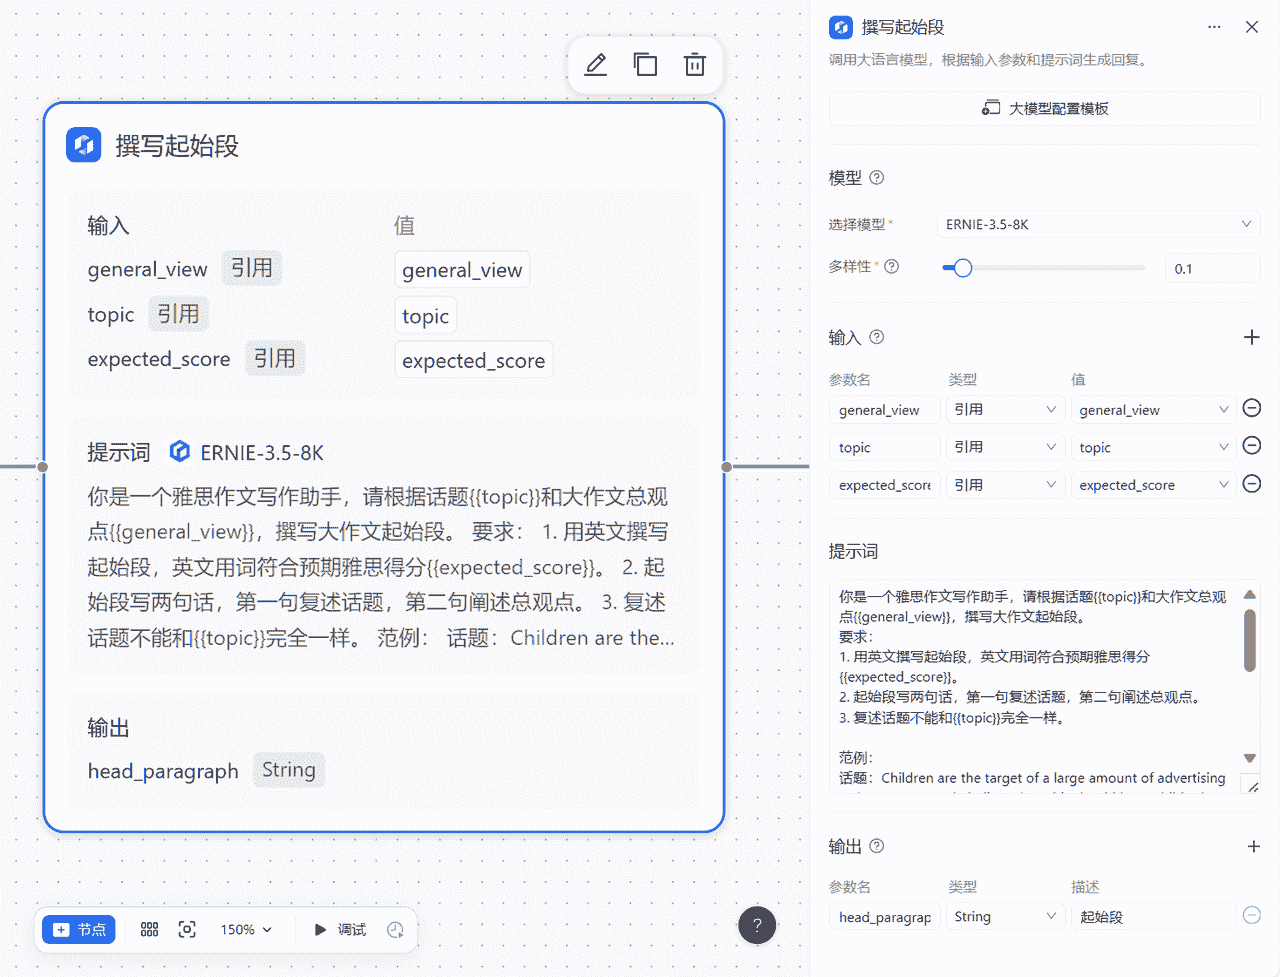 撰写起始段
输入 值
general_view 引用 general_view
topic 引用 topic
expected_score 引用 expected_score
提示词 ERNIE-3.5-8K
你是一个雅思作文写作助手，请根据话题{{topic}}和大作文总观
点{{general_view}}，撰写大作文起始段。 要求： 1. 用英文撰写
起始段，英文用词符合预期雅思得分{{expected_score}}。 2. 起
始段写两句话，第一句复述话题，第二句阐述总观点。 3. 复述
话题不能和{{topic}}完全一样。 范例： 话题：Children are the...
输出
head_paragraph String
节点 150% 调试
?
撰写起始段
调用大语言模型，根据输入参数和提示词生成回复。
大模型配置模板
模型 ?
选择模型* ERNIE-3.5-8K
多样性* ? 0.1
输入 ?
参数名 类型 值
general_view 引用 general_view
topic 引用 topic
expected_score 引用 expected_score
提示词
你是一个雅思作文写作助手，请根据话题{{topic}}和大作文总观
点{{general_view}}，撰写大作文起始段。
要求：
1. 用英文撰写起始段，英文用词符合预期雅思得分
{{expected_score}}。
2. 起始段写两句话，第一句复述话题，第二句阐述总观点。
3. 复述话题不能和{{topic}}完全一样。
范例：
话题：Children are the target of a large amount of advertising
输出 ?
参数名 类型 描述
head_paragrap String 起始段